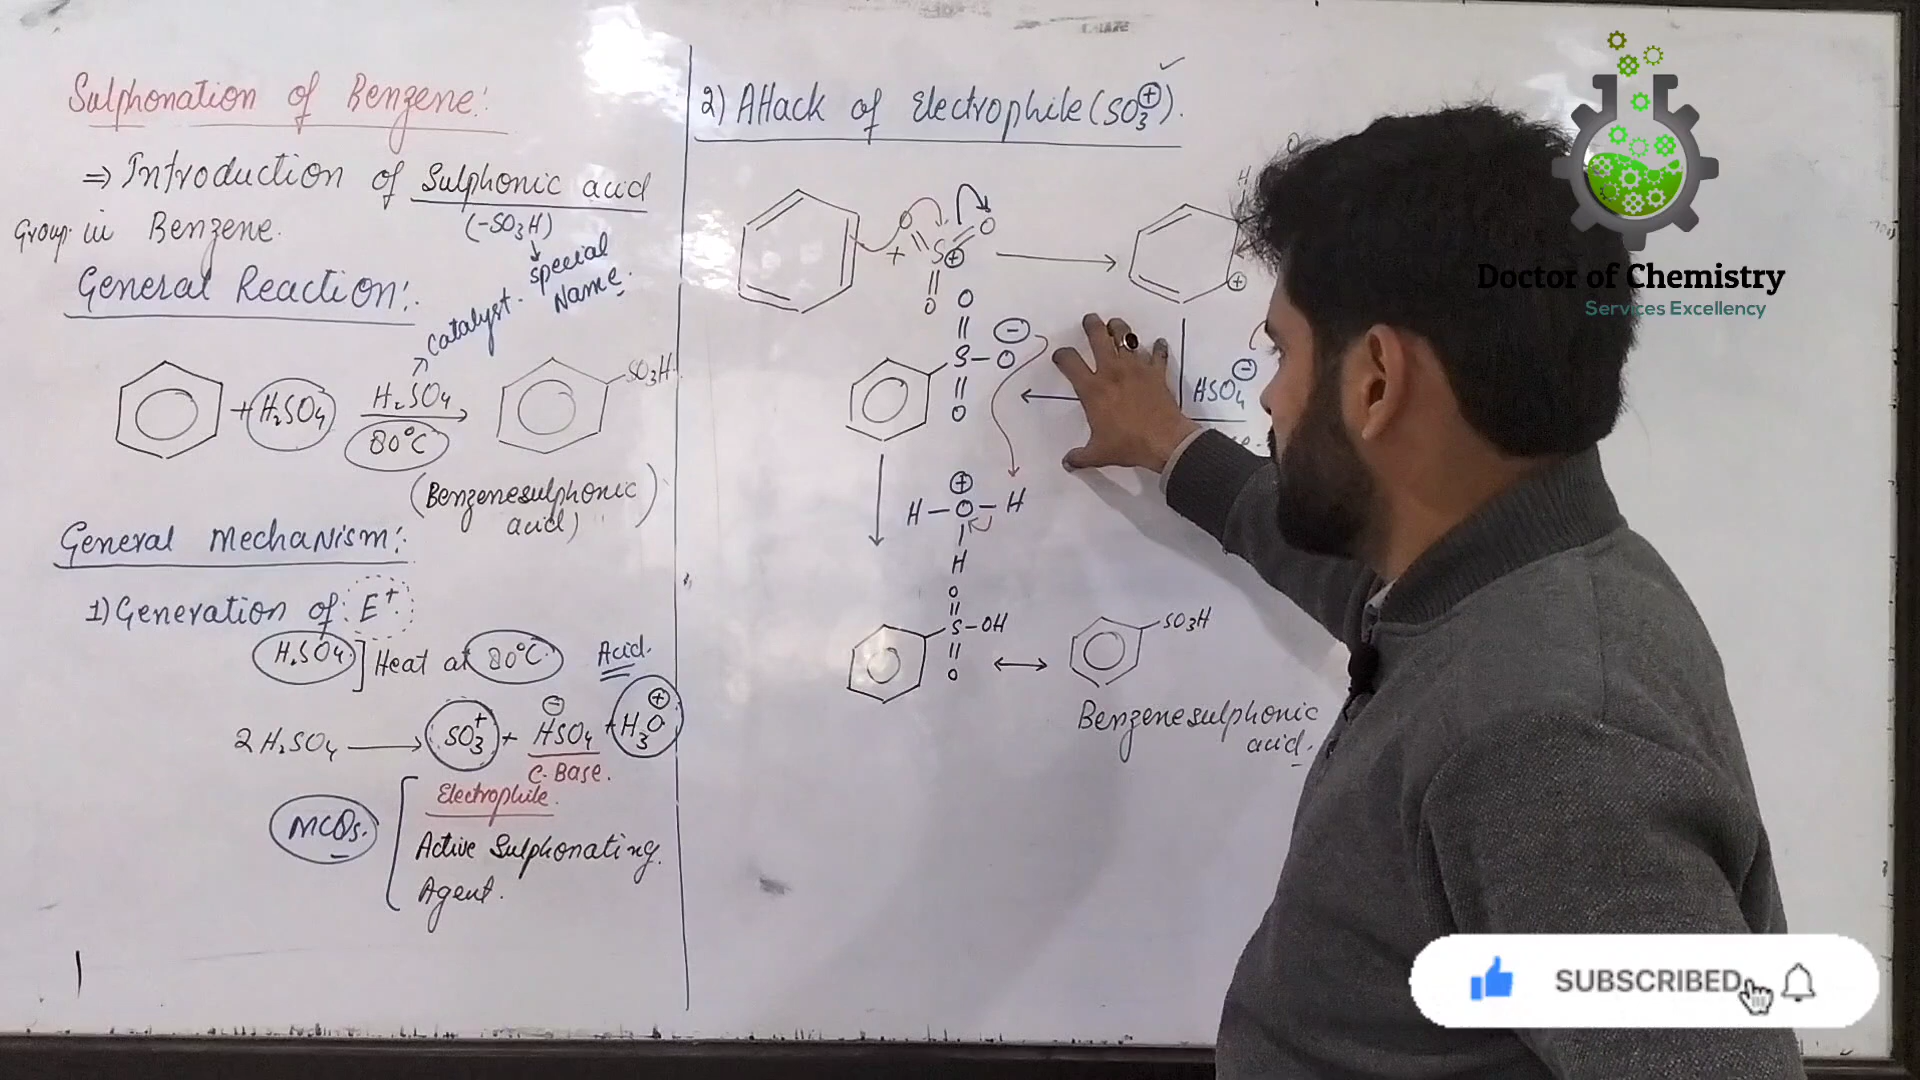 Sulphonation of Benzene:
⇒ Introduction of Sulphonic acid
Group in Benzene.
(-SO3H)
special
Name.
General Reaction:
catalyst.
+ H2SO4
H2SO4
80°C
SO3H
(Benzenesulphonic
acid)
General Mechanism:
1) Generation of: E+
H2SO4] Heat at 80°C
Acid.
2H2SO4 → SO3+ + HSO4⊖ + H3O⊕
C-Base.
Electrophile.
MCQs.
Active Sulphonating
Agent.
2) Attack of Electrophile (SO3⊕).
+ O = S⊕ = O
O
H
⊕
O
S-O ⊖
O
HSO4⊖
⊕
H-O-H
H
O
S-OH
O
SO3H
Benzenesulphonic
acid.
Doctor of Chemistry
Services Excellency
SUBSCRIBED